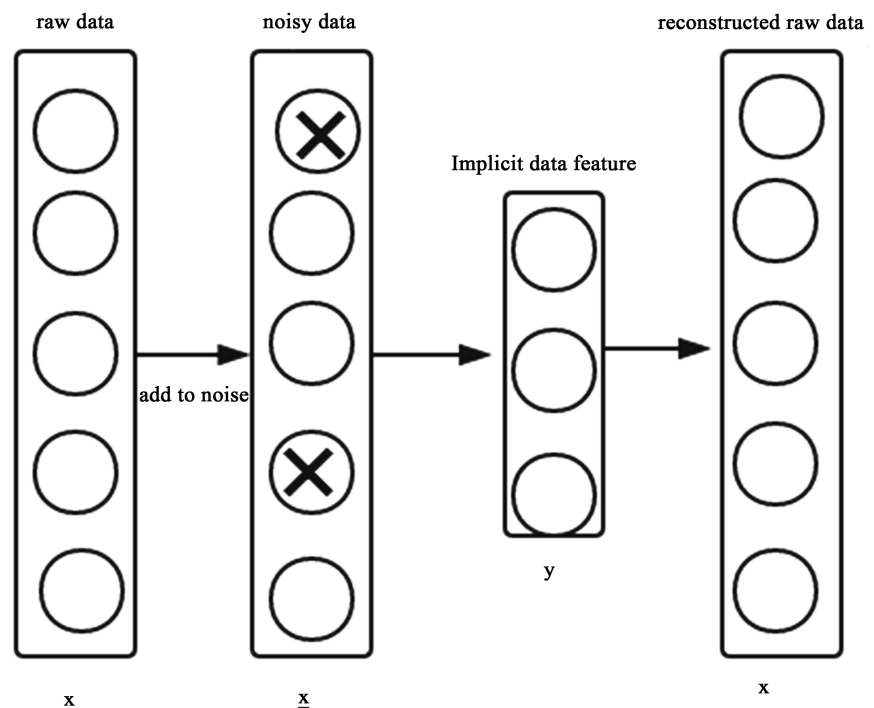 raw data
noisy data
reconstructed raw data
Implicit data feature
add to noise
y
x
x
x